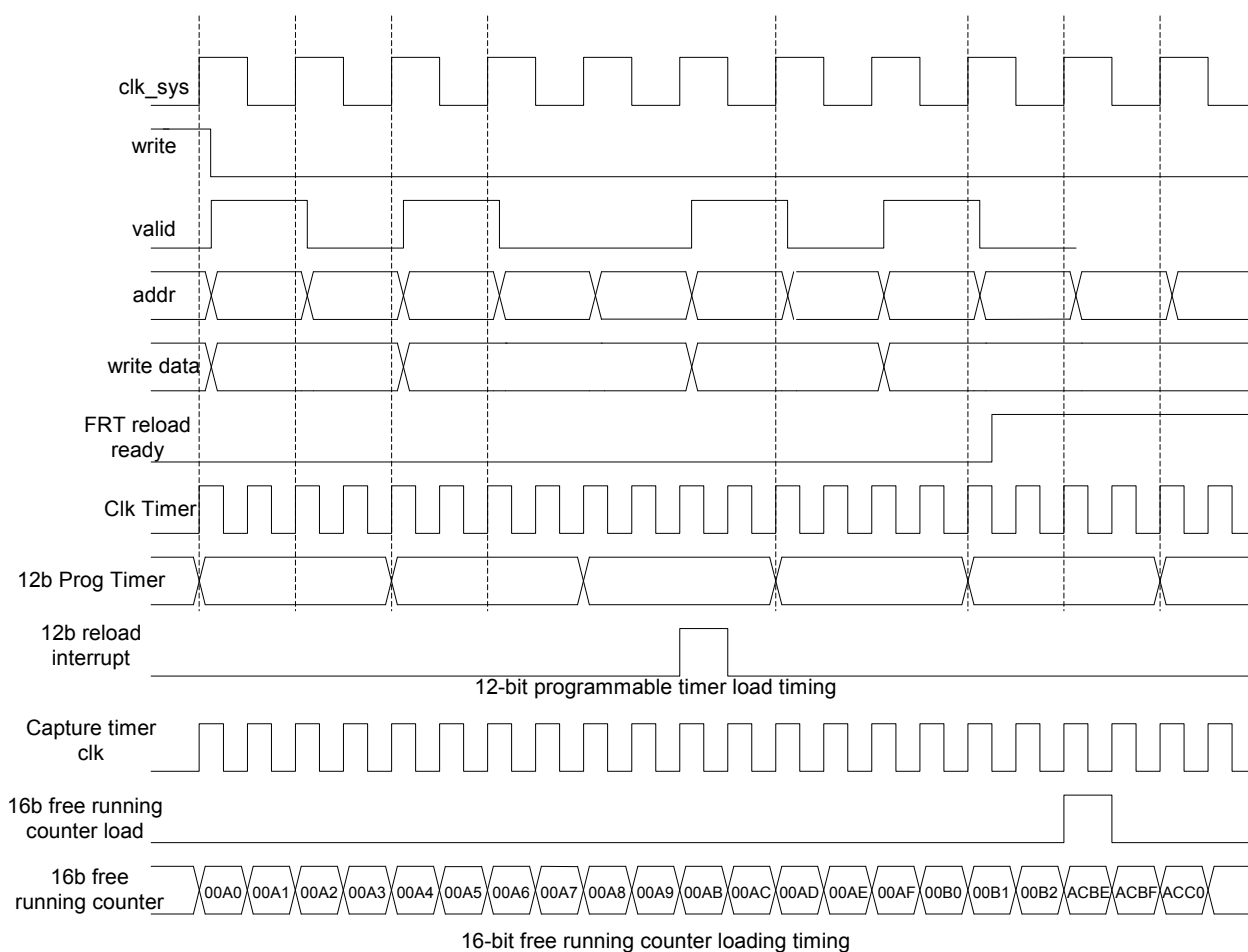 clk_sys
write
valid
addr
write data
FRT reload
ready
Clk Timer
12b Prog Timer
12b reload
interrupt
12-bit programmable timer load timing
Capture timer
clk
16b free running
counter load
16b free
running counter
00A0 00A1 00A2 00A3 00A4 00A5 00A6 00A7 00A8 00A9 00AB 00AC 00AD 00AE 00AF 00B0 00B1 00B2 ACBE ACBF ACC0
16-bit free running counter loading timing